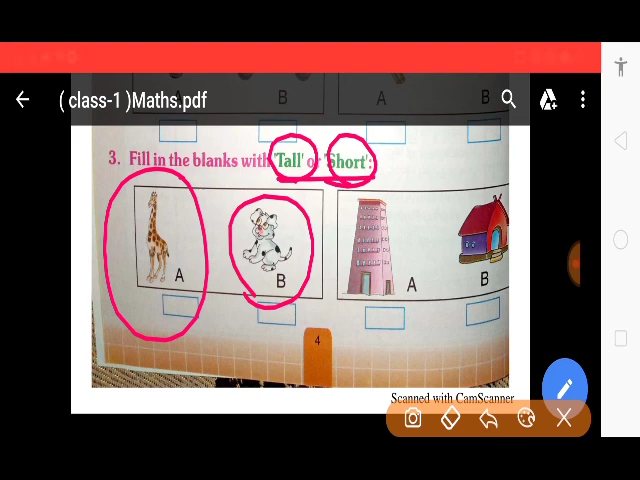 ( class-1 )Maths.pdf
A B A B
3. Fill in the blanks with 'Tall' or 'Short':
A B A B
4
Scanned with CamScanner